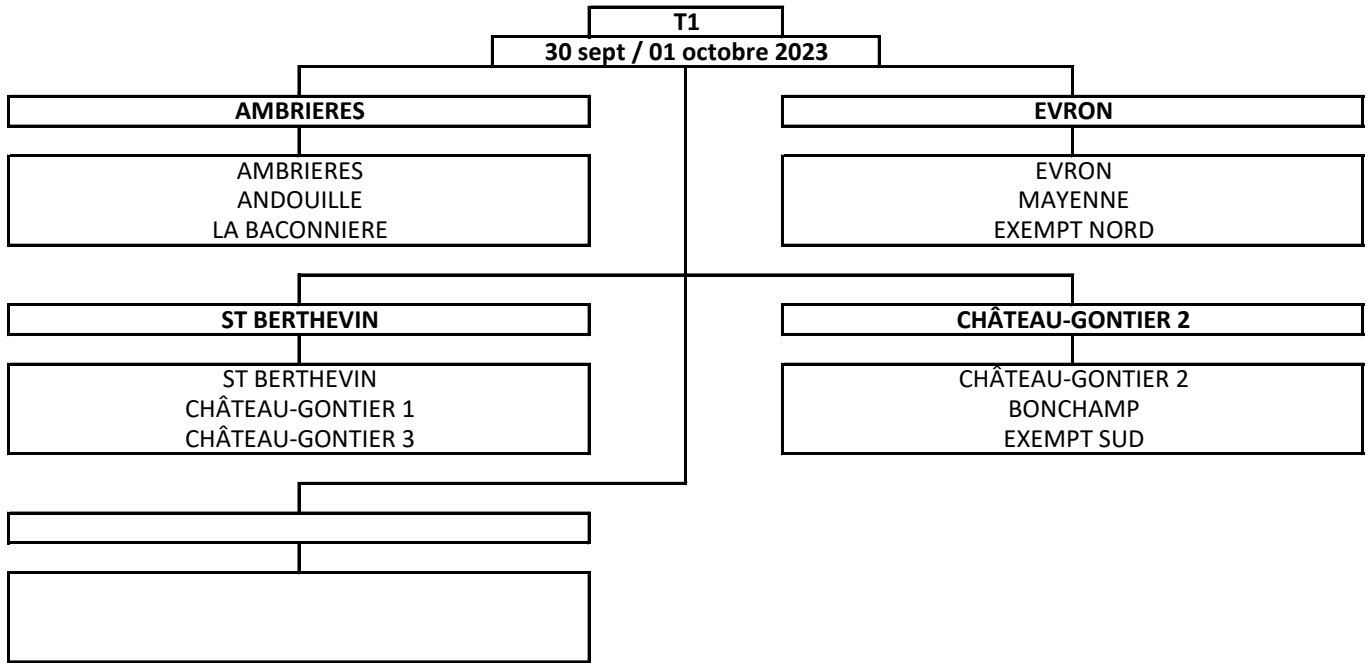 T1
30 sept / 01 octobre 2023
AMBRIERES
EVRON
AMBRIERES
ANDOUILLE
LA BACONNIERE
EVRON
MAYENNE
EXEMPT NORD
ST BERTHEVIN
CHÂTEAU-GONTIER 2
ST BERTHEVIN
CHÂTEAU-GONTIER 1
CHÂTEAU-GONTIER 3
CHÂTEAU-GONTIER 2
BONCHAMP
EXEMPT SUD